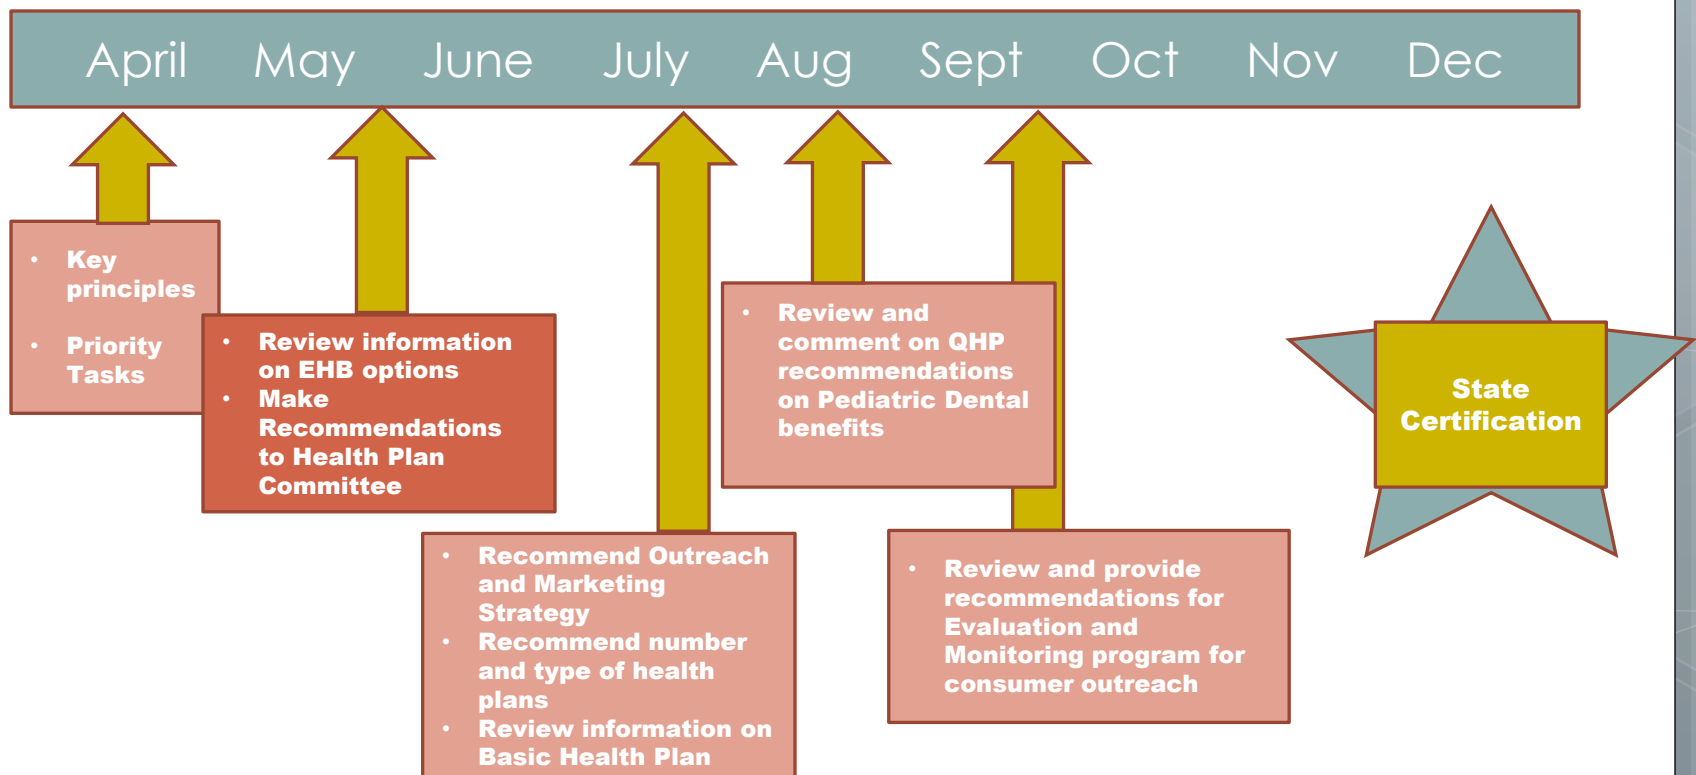 April May June July Aug Sept Oct Nov Dec
• Key
principles
• Priority
Tasks
• Review information
on EHB options
• Make
Recommendations
to Health Plan
Committee
• Recommend Outreach
and Marketing
Strategy
• Recommend number
and type of health
plans
• Review information on
Basic Health Plan
• Review and
comment on QHP
recommendations
on Pediatric Dental
benefits
• Review and provide
recommendations for
Evaluation and
Monitoring program for
consumer outreach
State
Certification